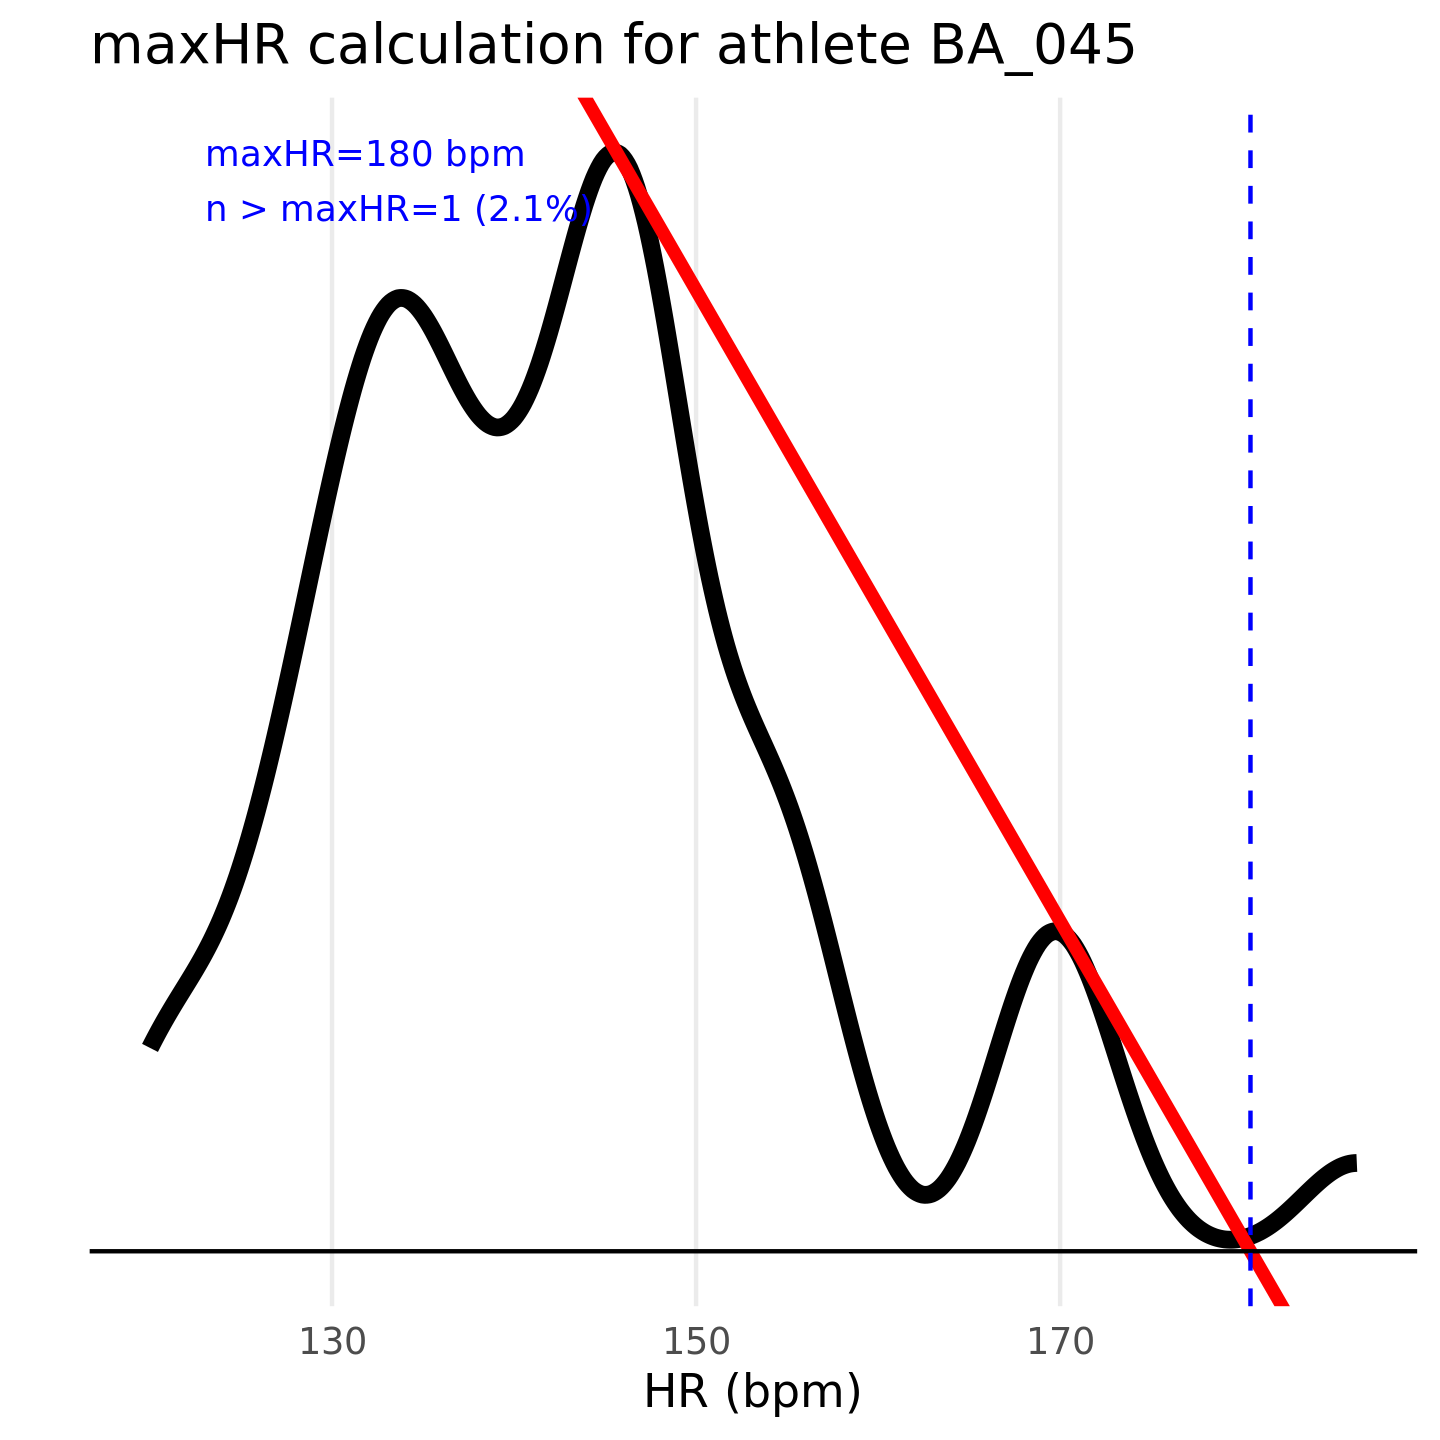 maxHR calculation for athlete BA_045
maxHR=180 bpm
n > maxHR=1 (2.1%)
130 150 170
HR (bpm)